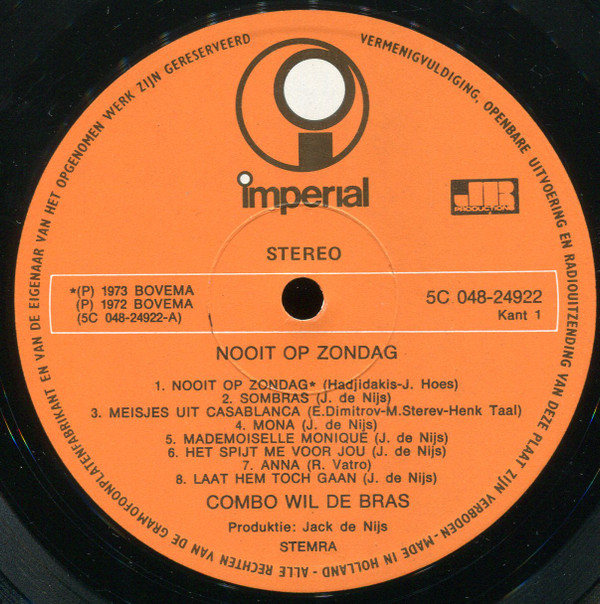 ALLE RECHTEN VAN DE GRAMOFOONPLATENFABRIKANT EN VAN DE EIGENAAR VAN HET OPGENOMEN WERK ZIJN GERESERVEERD
VERMENIGVULDIGING, OPENBARE UITVOERING EN RADIOUITZENDING VAN DEZE PLAAT ZIJN VERBODEN - MADE IN HOLLAND -
imperial
JR
PRODUCTIONS
STEREO
*(P) 1973 BOVEMA
(P) 1972 BOVEMA
(5C 048-24922-A)
5C 048-24922
Kant 1
NOOIT OP ZONDAG
1. NOOIT OP ZONDAG* (Hadjidakis-J. Hoes)
2. SOMBRAS (J. de Nijs)
3. MEISJES UIT CASABLANCA (E.Dimitrov-M.Sterev-Henk Taal)
4. MONA (J. de Nijs)
5. MADEMOISELLE MONIQUE (J. de Nijs)
6. HET SPIJT ME VOOR JOU (J. de Nijs)
7. ANNA (R. Vatro)
8. LAAT HEM TOCH GAAN (J. de Nijs)
COMBO WIL DE BRAS
Produktie: Jack de Nijs
STEMRA